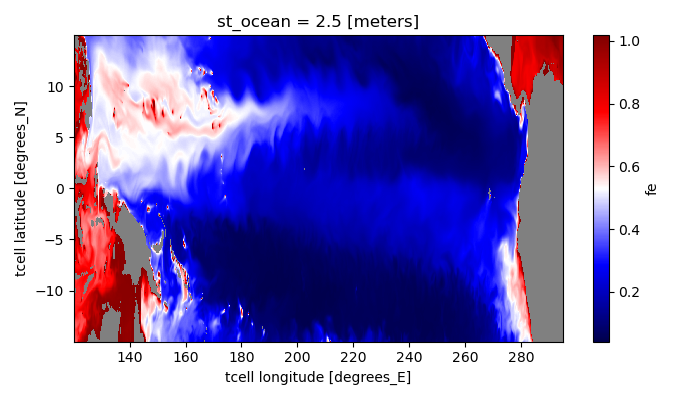 st_ocean = 2.5 [meters]
tcell latitude [degrees_N]
10
5
0
−5
−10
140 160 180 200 220 240 260 280
tcell longitude [degrees_E]
1.0
0.8
0.6
0.4
0.2
fe